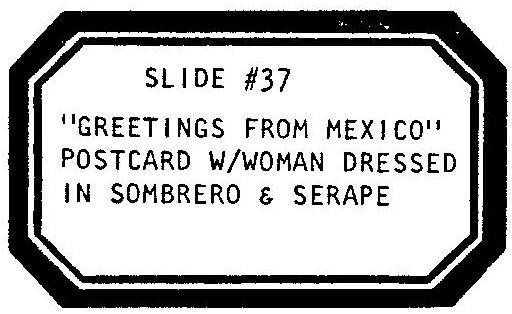 SLIDE #37
"GREETINGS FROM MEXICO"
POSTCARD W/WOMAN DRESSED
IN SOMBRERO & SERAPE